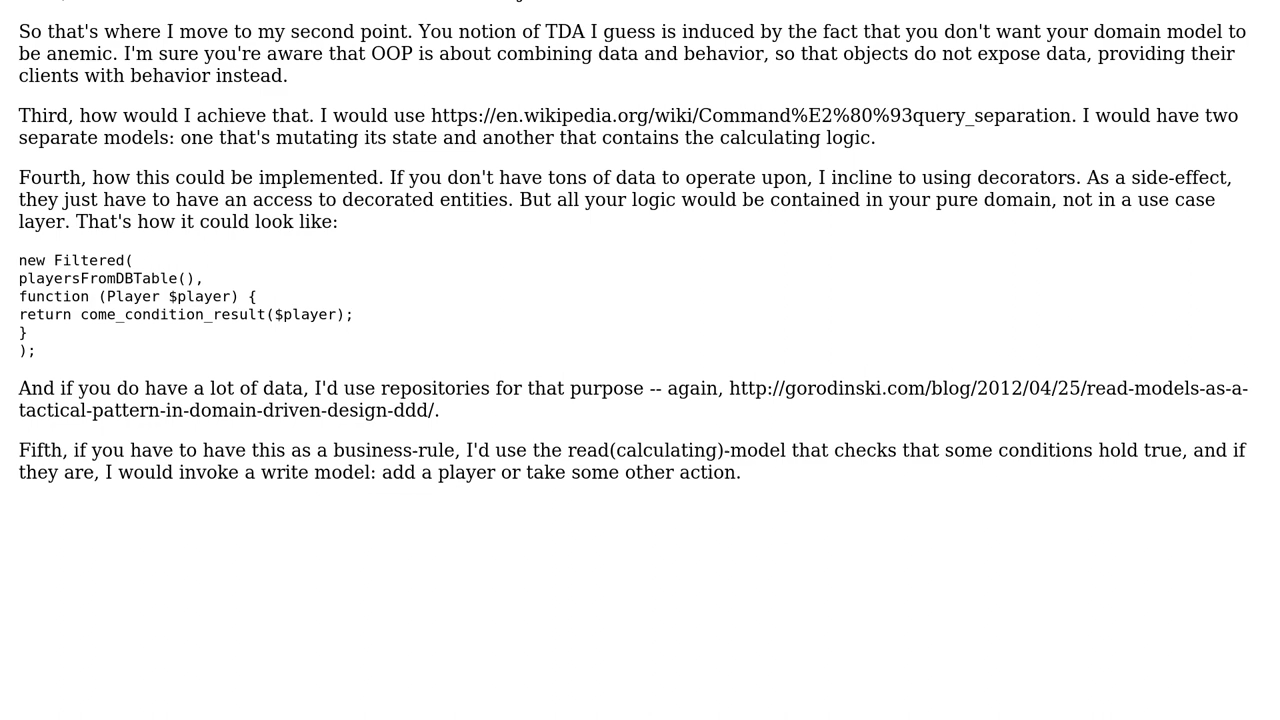 So that's where I move to my second point. You notion of TDA I guess is induced by the fact that you don't want your domain model to
be anemic. I'm sure you're aware that OOP is about combining data and behavior, so that objects do not expose data, providing their
clients with behavior instead.
Third, how would I achieve that. I would use https://en.wikipedia.org/wiki/Command%E2%80%93query_separation. I would have two
separate models: one that's mutating its state and another that contains the calculating logic.
Fourth, how this could be implemented. If you don't have tons of data to operate upon, I incline to using decorators. As a side-effect,
they just have to have an access to decorated entities. But all your logic would be contained in your pure domain, not in a use case
layer. That's how it could look like:
new Filtered(
playersFromDBTable(),
function (Player $player) {
return come_condition_result($player);
}
);
And if you do have a lot of data, I'd use repositories for that purpose -- again, http://gorodinski.com/blog/2012/04/25/read-models-as-a-
tactical-pattern-in-domain-driven-design-ddd/.
Fifth, if you have to have this as a business-rule, I'd use the read(calculating)-model that checks that some conditions hold true, and if
they are, I would invoke a write model: add a player or take some other action.